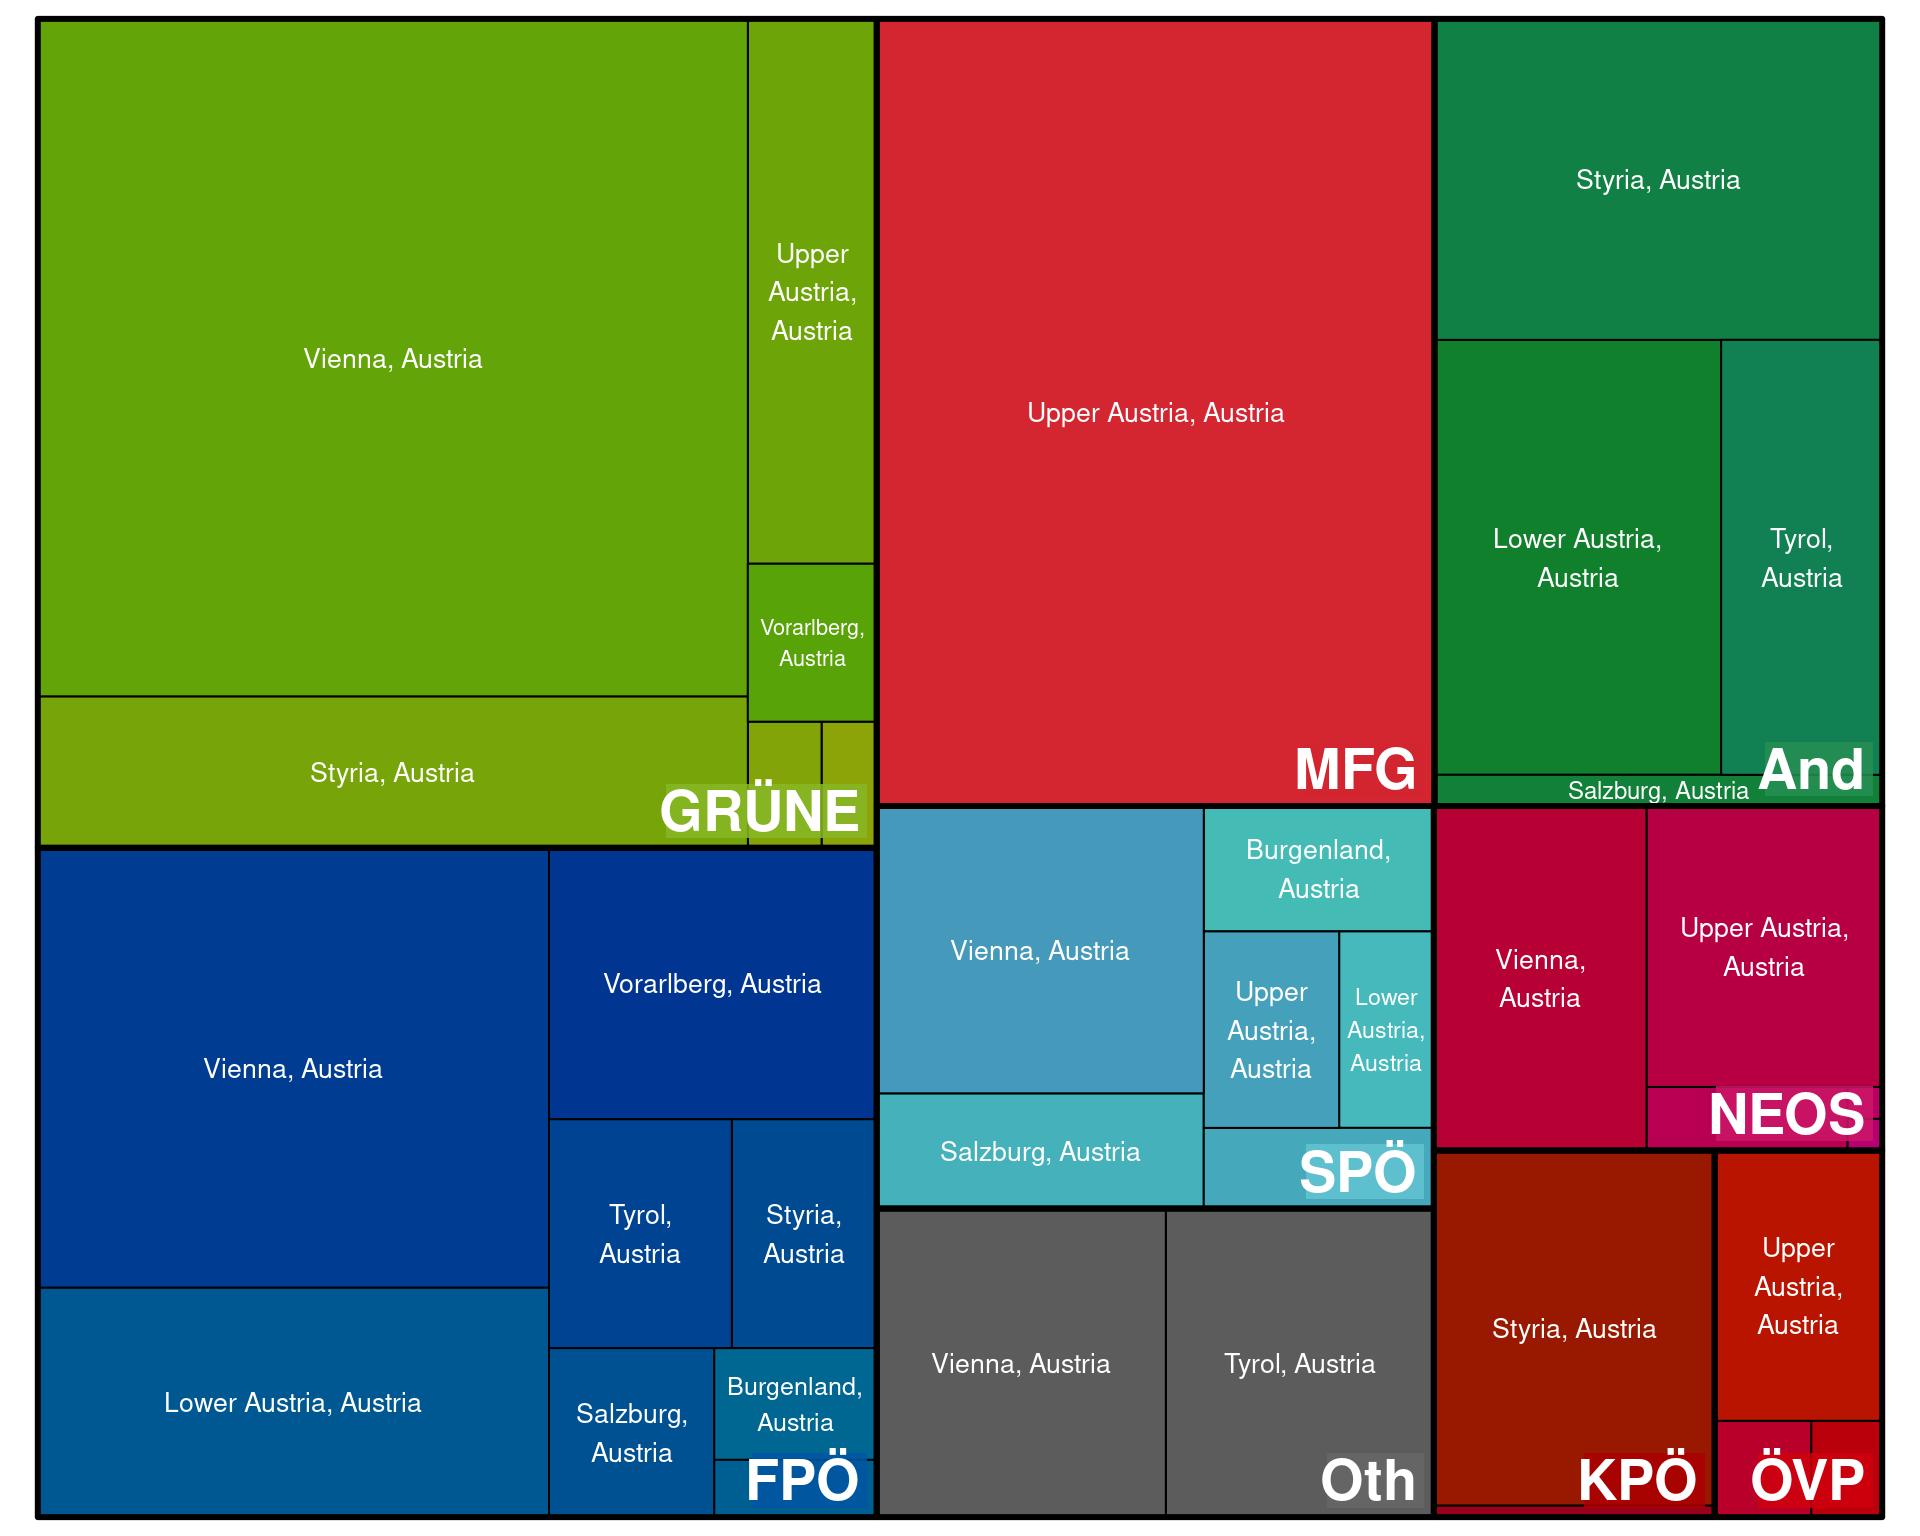 Vienna, Austria
Upper
Austria,
Austria
Vorarlberg,
Austria
Styria, Austria
GRÜNE
Upper Austria, Austria
MFG
Styria, Austria
Lower Austria,
Austria
Tyrol,
Austria
Salzburg, Austria
And
Vienna, Austria
Vorarlberg, Austria
Tyrol,
Austria
Styria,
Austria
Lower Austria, Austria
Salzburg,
Austria
Burgenland,
Austria
FPÖ
Vienna, Austria
Burgenland,
Austria
Upper
Austria,
Austria
Lower
Austria,
Austria
Salzburg, Austria
SPÖ
Vienna,
Austria
Upper Austria,
Austria
NEOS
Vienna, Austria
Tyrol, Austria
Oth
Styria, Austria
KPÖ
Upper
Austria,
Austria
ÖVP